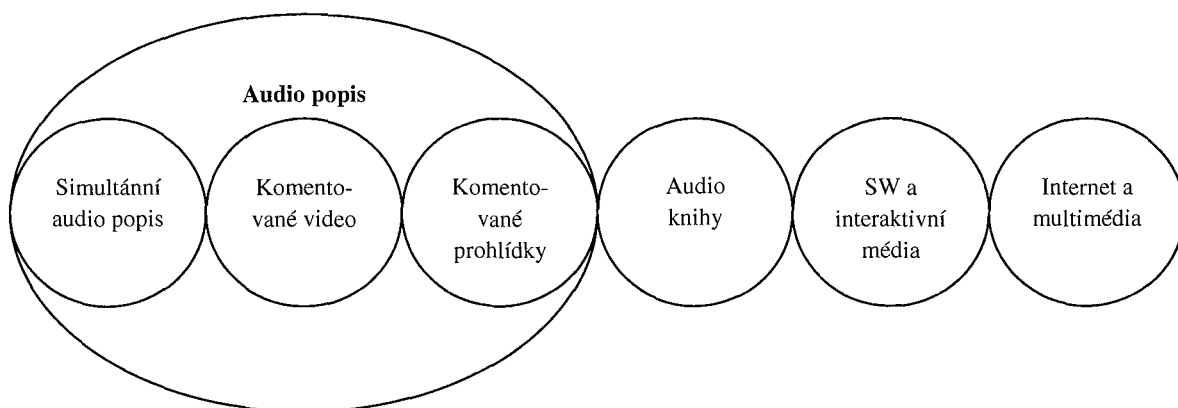 Audio popis
Simultánní
audio popis
Komento-
vané video
Komento-
vané
prohlídky
Audio
knihy
SW a
interaktivní
média
Internet a
multimédia